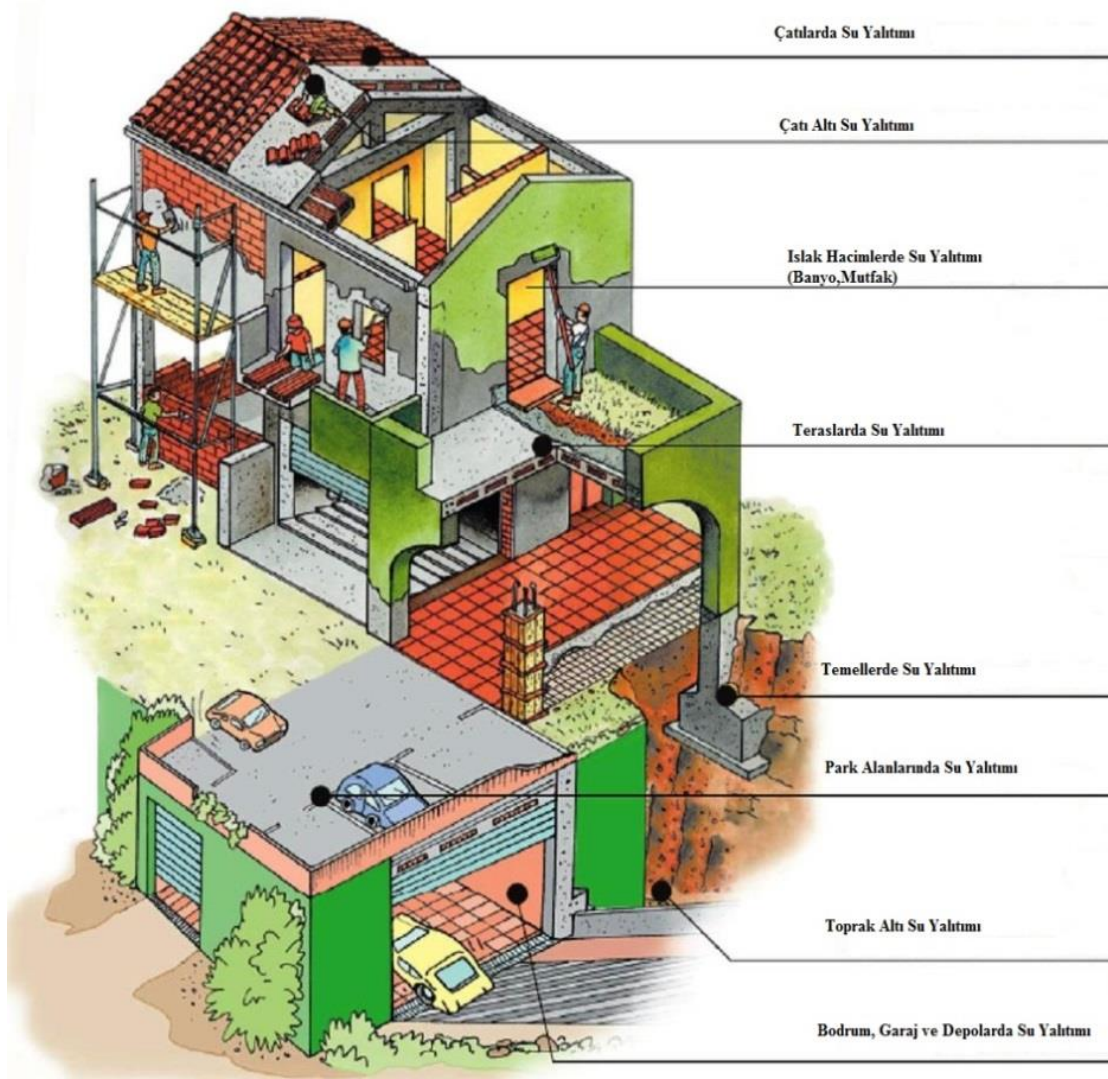 Çatılarda Su Yalıtımı
Çatı Altı Su Yalıtımı
Islak Hacimlerde Su Yalıtımı
(Banyo,Mutfak)
Teraslarda Su Yalıtımı
Temellerde Su Yalıtımı
Park Alanlarında Su Yalıtımı
Toprak Altı Su Yalıtımı
Bodrum, Garaj ve Depolarda Su Yalıtımı